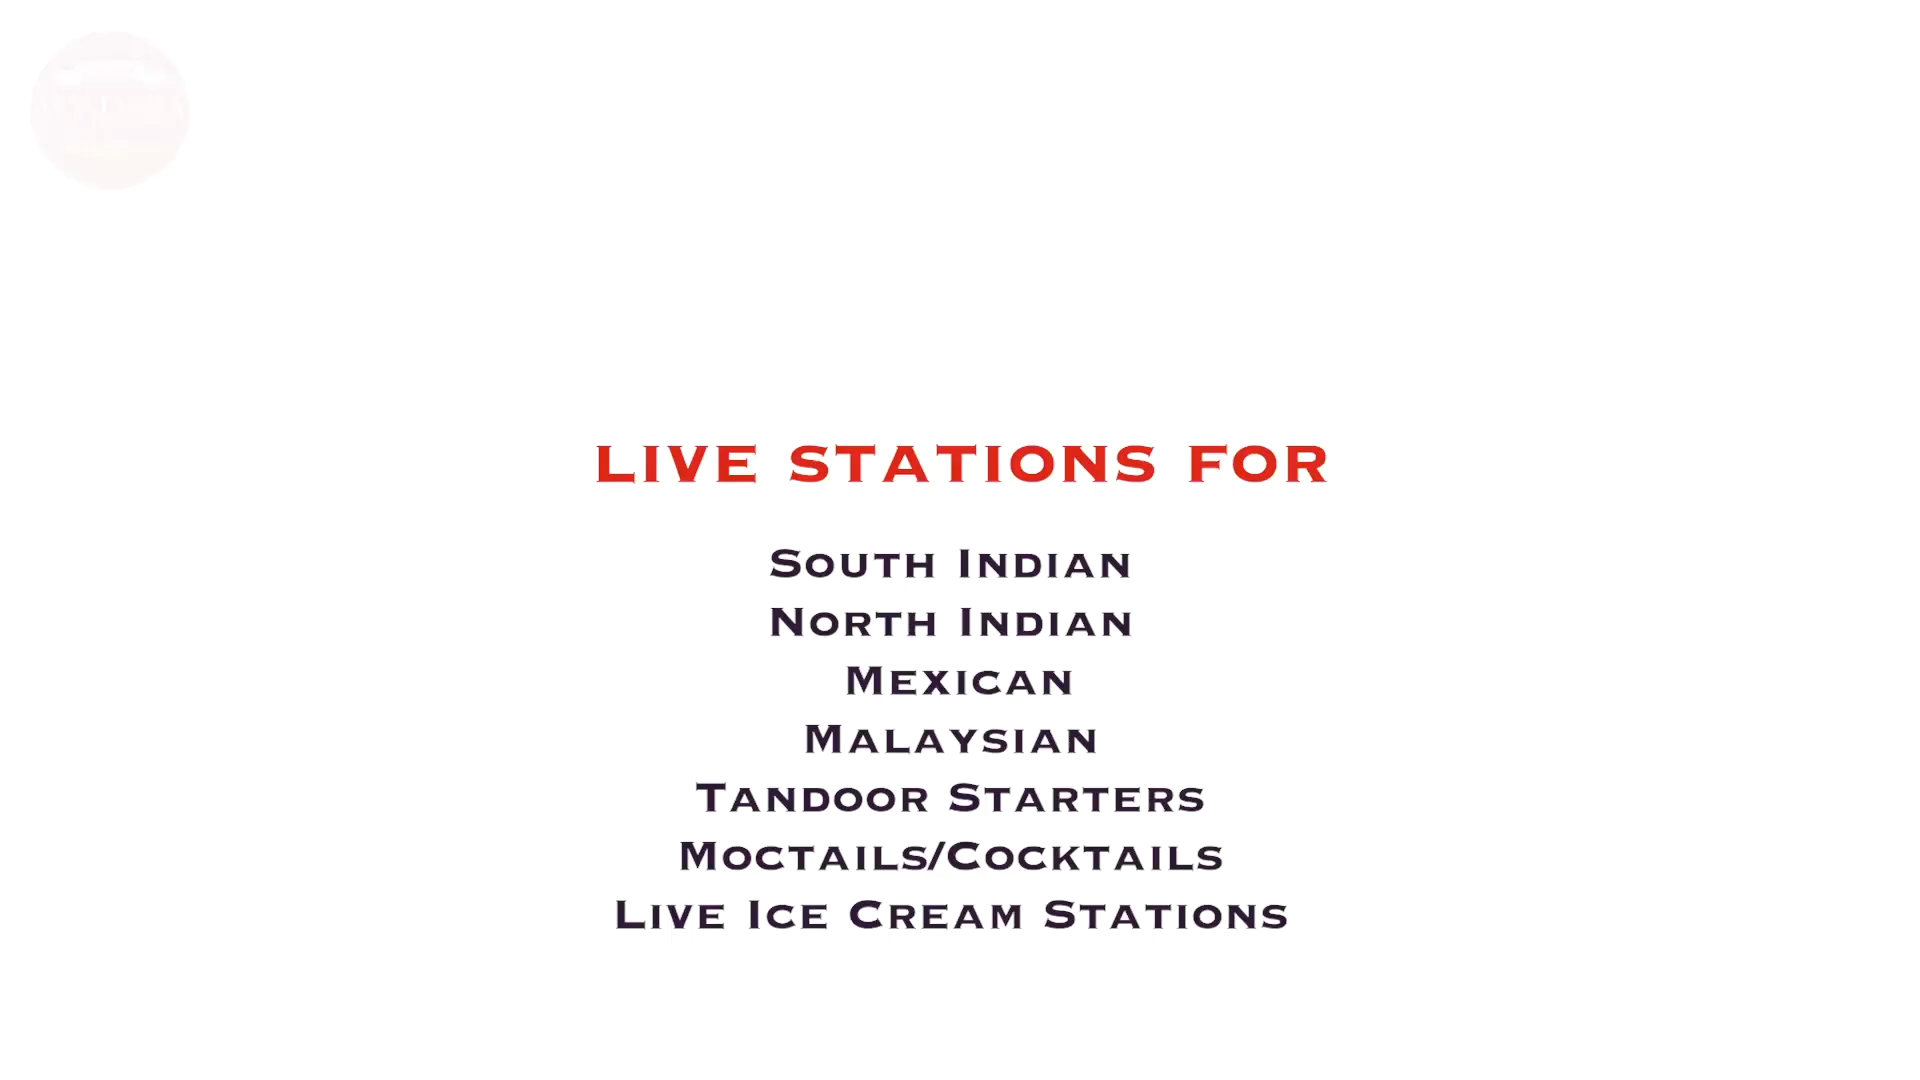 LIVE STATIONS FOR
South Indian
North Indian
Mexican
Malaysian
Tandoor Starters
Moctails/Cocktails
Live Ice Cream Stations